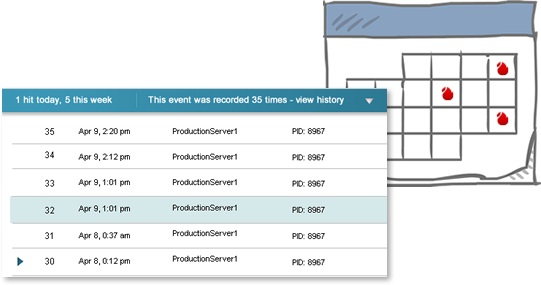 1 hit today, 5 this week This event was recorded 35 times - view history
35 Apr 9, 2:20 pm ProductionServer1 PID: 8967
34 Apr 9, 2:12 pm ProductionServer1 PID: 8967
33 Apr 9, 1:01 pm ProductionServer1 PID: 8967
32 Apr 9, 1:01 pm ProductionServer1 PID: 8967
31 Apr 8, 0:37 am ProductionServer1 PID: 8967
30 Apr 8, 0:12 pm ProductionServer1 PID: 8967